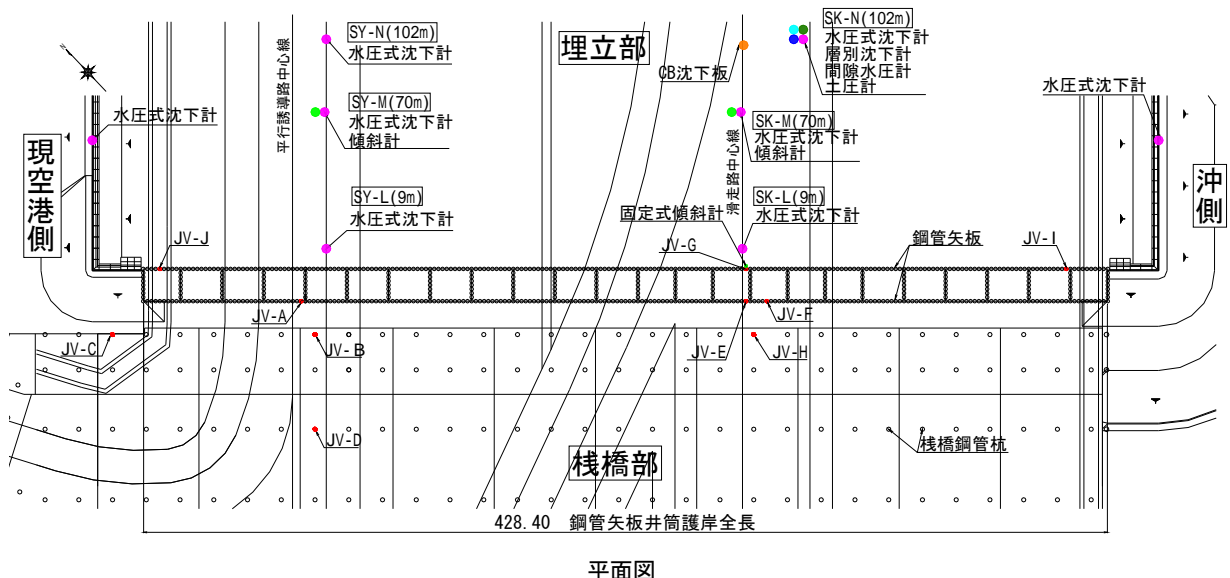 SY-N(102m)
水圧式沈下計
埋立部
SK-N(102m)
水圧式沈下計
層別沈下計
間隙水圧計
土圧計
CB沈下板
水圧式沈下計
水圧式沈下計
平行誘導路中心線
SY-M(70m)
水圧式沈下計
傾斜計
SK-M(70m)
水圧式沈下計
傾斜計
滑走路中心線
現空港側
沖側
SY-L(9m)
水圧式沈下計
SK-L(9m)
水圧式沈下計
固定式傾斜計
鋼管矢板
JV-J
JV-G
JV-I
JV-A
JV-F
JV-C
JV-B
JV-E
JV-H
JV-D
桟橋鋼管杭
桟橋部
428.40 鋼管矢板井筒護岸全長
平面図
N